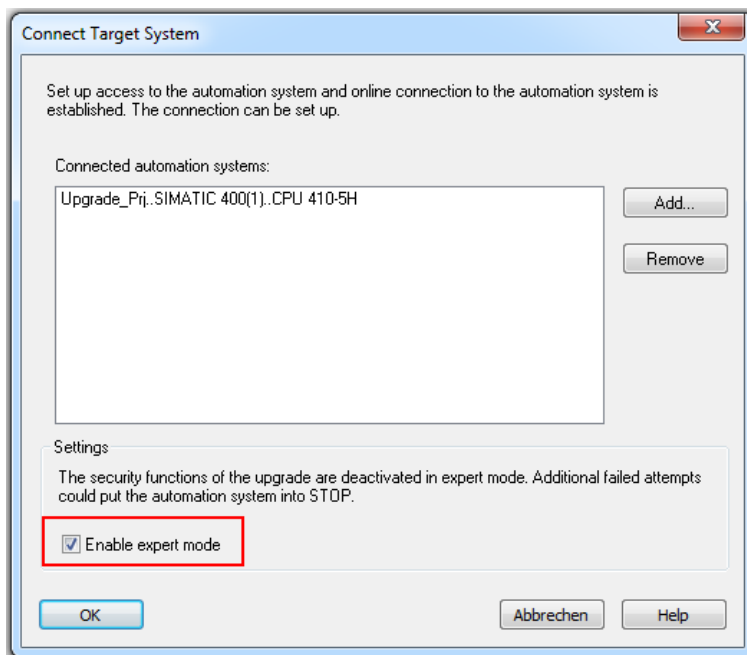 Connect Target System
Set up access to the automation system and online connection to the automation system is
established. The connection can be set up.
Connected automation systems:
Upgrade_Prj..SIMATIC 400(1)..CPU 410-5H
Add...
Remove
Settings
The security functions of the upgrade are deactivated in expert mode. Additional failed attempts
could put the automation system into STOP.
Enable expert mode
OK
Abbrechen
Help